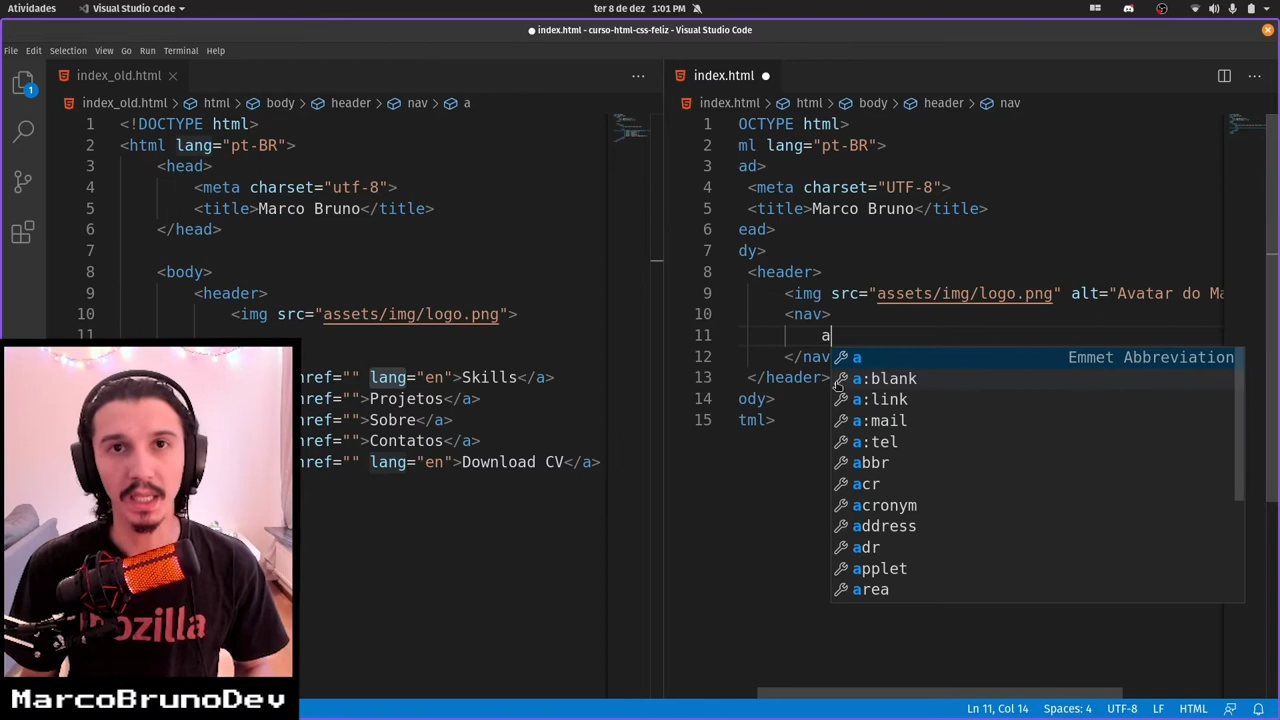 Atividades
Visual Studio Code
ter 8 de dez 1:01 PM
index.html - curso-html-css-feliz - Visual Studio Code
File Edit Selection View Go Run Terminal Help
1
index_old.html
index_old.html > html > body > header > nav > a
1 <!DOCTYPE html>
2 <html lang="pt-BR">
3 <head>
4 <meta charset="utf-8">
5 <title>Marco Bruno</title>
6 </head>
7
8 <body>
9 <header>
10 <img src="assets/img/logo.png">
11
href="" lang="en">Skills</a>
href="">Projetos</a>
href="">Sobre</a>
href="">Contatos</a>
href="" lang="en">Download CV</a>
index.html
index.html > html > body > header > nav
1 OCTYPE html>
2 ml lang="pt-BR">
3 ad>
4 <meta charset="UTF-8">
5 <title>Marco Bruno</title>
6 ead>
7 dy>
8 <header>
9 <img src="assets/img/logo.png" alt="Avatar do Ma
10 <nav>
11 a
12 </nav
13 </header>
14 ody>
15 tml>
a Emmet Abbreviation
a:blank
a:link
a:mail
a:tel
abbr
acr
acronym
address
adr
applet
area
mozilla
MarcoBrunoDev
Ln 11, Col 14 Spaces: 4 UTF-8 LF HTML